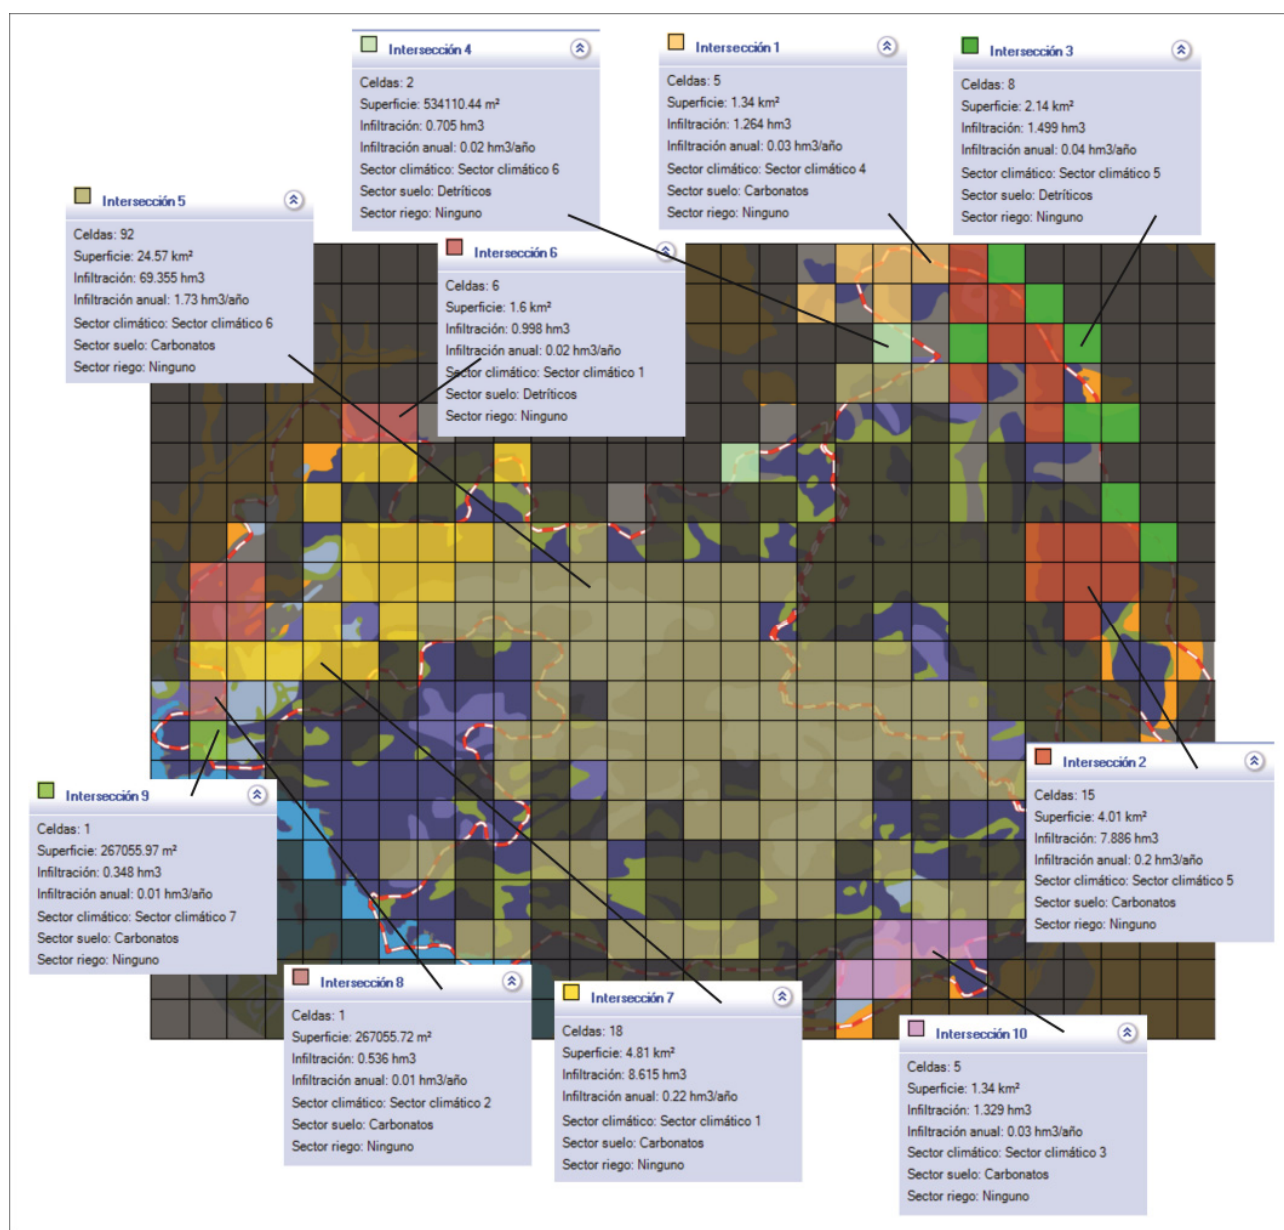 Intersección 4
Celdas: 2
Superficie: 534110.44 m²
Infiltración: 0.705 hm3
Infiltración anual: 0.02 hm3/año
Sector climático: Sector climático 6
Sector suelo: Detríticos
Sector riego: Ninguno
Intersección 1
Celdas: 5
Superficie: 1.34 km²
Infiltración: 1.264 hm3
Infiltración anual: 0.03 hm3/año
Sector climático: Sector climático 4
Sector suelo: Carbonatos
Sector riego: Ninguno
Intersección 3
Celdas: 8
Superficie: 2.14 km²
Infiltración: 1.499 hm3
Infiltración anual: 0.04 hm3/año
Sector climático: Sector climático 5
Sector suelo: Detríticos
Sector riego: Ninguno
Intersección 5
Celdas: 92
Superficie: 24.57 km²
Infiltración: 69.355 hm3
Infiltración anual: 1.73 hm3/año
Sector climático: Sector climático 6
Sector suelo: Carbonatos
Sector riego: Ninguno
Intersección 6
Celdas: 6
Superficie: 1.6 km²
Infiltración: 0.998 hm3
Infiltración anual: 0.02 hm3/año
Sector climático: Sector climático 1
Sector suelo: Detríticos
Sector riego: Ninguno
Intersección 2
Celdas: 15
Superficie: 4.01 km²
Infiltración: 7.886 hm3
Infiltración anual: 0.2 hm3/año
Sector climático: Sector climático 5
Sector suelo: Carbonatos
Sector riego: Ninguno
Intersección 9
Celdas: 1
Superficie: 267055.97 m²
Infiltración: 0.348 hm3
Infiltración anual: 0.01 hm3/año
Sector climático: Sector climático 7
Sector suelo: Carbonatos
Sector riego: Ninguno
Intersección 8
Celdas: 1
Superficie: 267055.72 m²
Infiltración: 0.536 hm3
Infiltración anual: 0.01 hm3/año
Sector climático: Sector climático 2
Sector suelo: Carbonatos
Sector riego: Ninguno
Intersección 7
Celdas: 18
Superficie: 4.81 km²
Infiltración: 8.615 hm3
Infiltración anual: 0.22 hm3/año
Sector climático: Sector climático 1
Sector suelo: Carbonatos
Sector riego: Ninguno
Intersección 10
Celdas: 5
Superficie: 1.34 km²
Infiltración: 1.329 hm3
Infiltración anual: 0.03 hm3/año
Sector climático: Sector climático 3
Sector suelo: Carbonatos
Sector riego: Ninguno